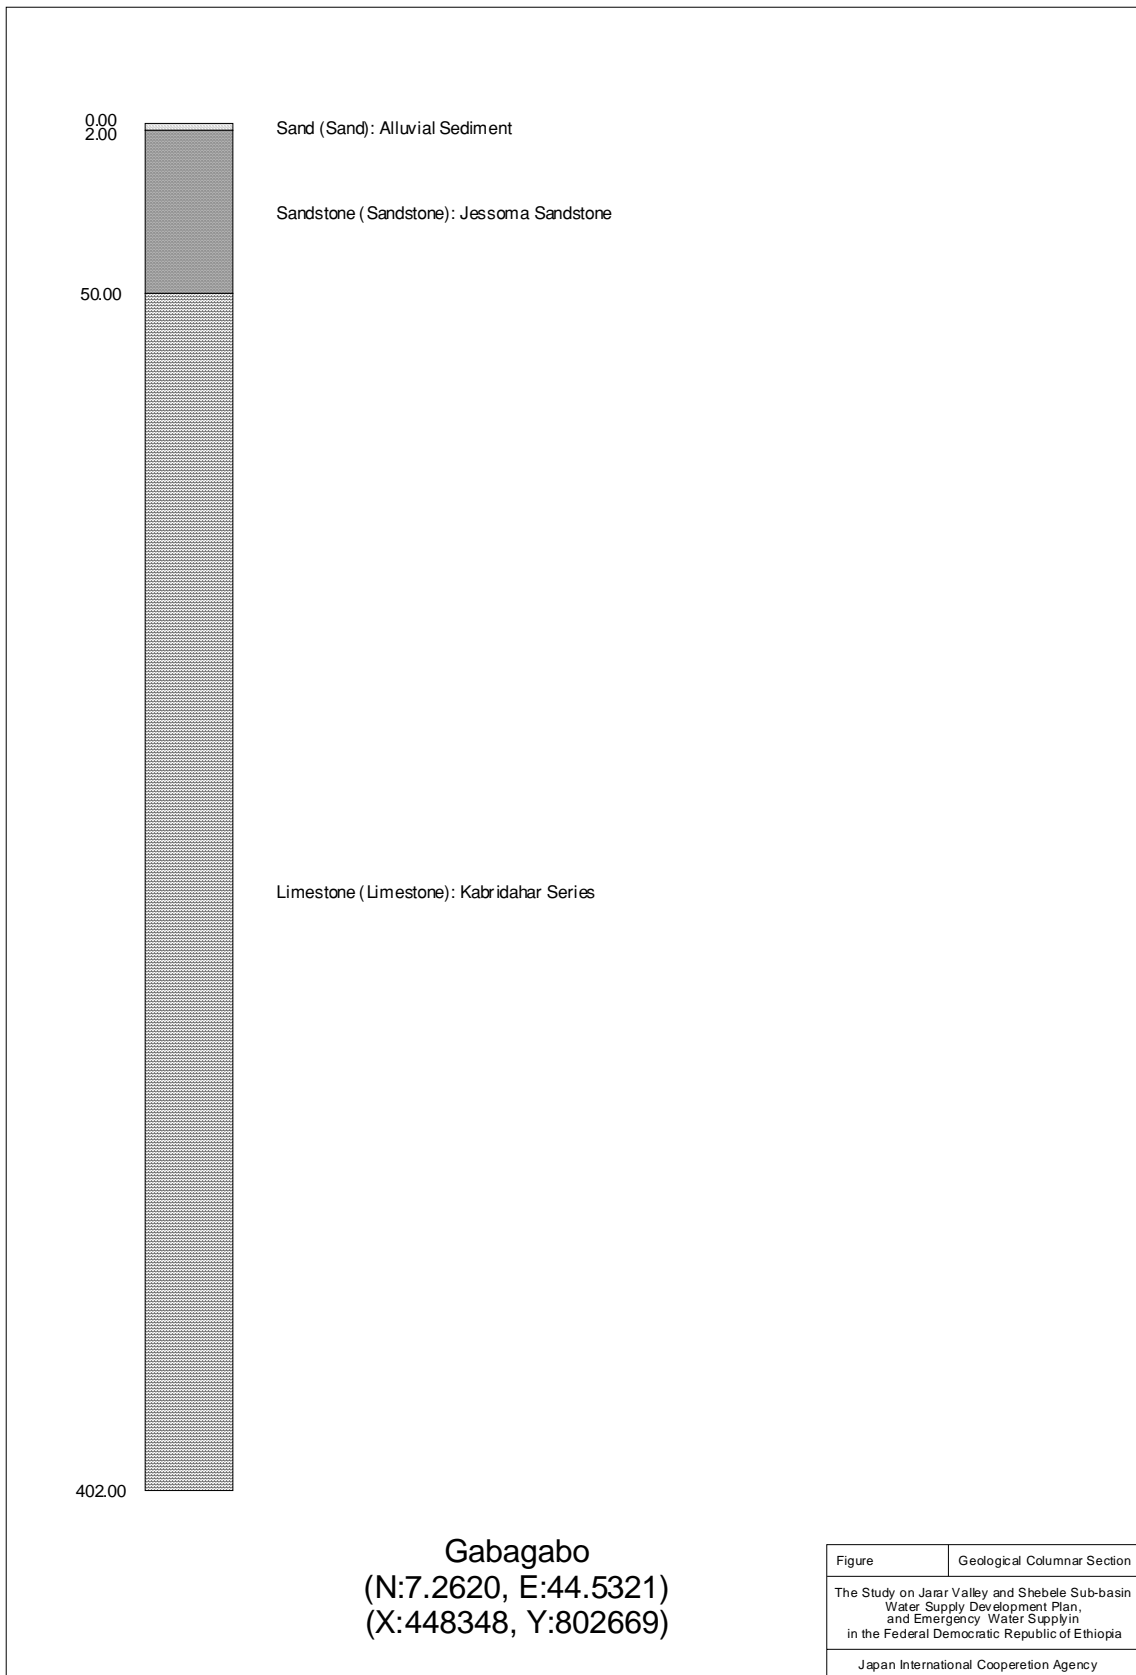 0.00
Sand (Sand): Alluvial Sediment
2.00
Sandstone (Sandstone): Jessoma Sandstone
50.00
Limestone (Limestone): Kabridahar Series
402.00
Gabagabo
(N:7.2620, E:44.5321)
(X:448348, Y:802669)
Figure Geological Columnar Section
The Study on Jarar Valley and Shebele Sub-basin
Water Supply Development Plan,
and Emergency Water Supplyin
in the Federal Democratic Republic of Ethiopia
Japan International Cooperetion Agency